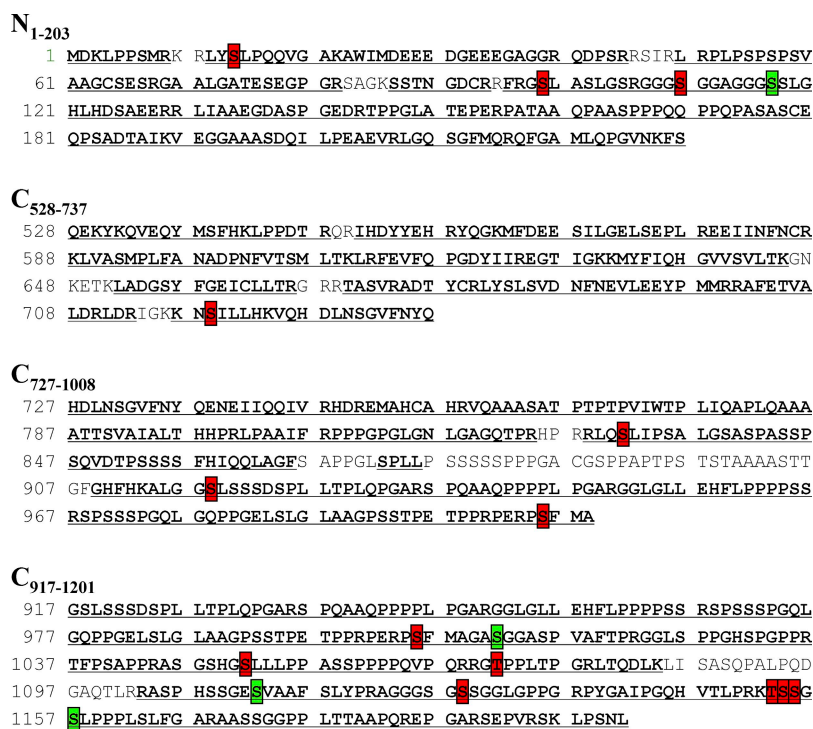 N1-203
1 MDKLPPSMRK RLYSLPQQVG AKAWIMDEEE DGEEEGAGGR QDPSRRSIRL RPLPSPSPSV
61 AAGCSESRGA ALGATESEGP GRSAGKSSTN GDCRRFRGSL ASLGSRGGGS GGAGGGSSLG
121 HLHDSAEERR LIAAEGDASP GEDRTPPGLA TEPERPATAA QPAASPPPQQ PPQPASASCE
181 QPSADTAIKV EGGAAASDQI LPEAEVRLGQ SGFMQRQFGA MLQPGVNKFS
C528-737
528 QEKYKQVEQY MSFHKLPPDT RQRIHDYYEH RYQGKMFDEE SILGELSEPL REEIINFNCR
588 KLVASMPLFA NADPNFVTSM LTKLRFEVFQ PGDYIIREGT IGKKMYFIQH GVVSVLTKGN
648 KETKLADGSY FGEICLLTRG RRTASVRADT YCRLYSLSVD NFNEVLEEYP MMRRAFETVA
708 LDRLDRIGKK NSILLHKVQH DLNSGVFNYQ
C727-1008
727 HDLNSGVFNY QENEIIQQIV RHDREMAHCA HRVQAAASAT PTPTPVIWTP LIQAPLQAAA
787 ATTSVAIALT HHPRLPAAIF RPPPGPGLGN LGAGQTPRHP RRLQSLIPSA LGSASPASSP
847 SQVDTPSSSS FHIQQLAGFS APPGLSPLLP SSSSSPPPGA CGSPPAPTPS TSTAAAASTT
907 GFGHFHKALG GSLSSSDSPL LTPLQPGARS PQAAQPPPPL PGARGGLGLL EHFLPPPPSS
967 RSPSSSPGQL GQPPGELSLG LAAGPSSTPE TPPRPERPSF MA
C917-1201
917 GSLSSSDSPL LTPLQPGARS PQAAQPPPPL PGARGGLGLL EHFLPPPPSS RSPSSSPGQL
977 GQPPGELSLG LAAGPSSTPE TPPRPERPSF MAGASGGASP VAFTPRGGLS PPGHSPGPPR
1037 TFPSAPPRAS GSHGSLLLPP ASSPPPPQVP QRRGTPPLTP GRLTQDLKLI SASQPALPQD
1097 GAQTLRRASP HSSGESVAAF SLYPRAGGGS GSSGGLGPPG RPYGAIPGQH VTLPRKTSSG
1157 SLPPPLSLFG ARAASSGGPP LTTAAPQREP GARSEPVRSK LPSNL